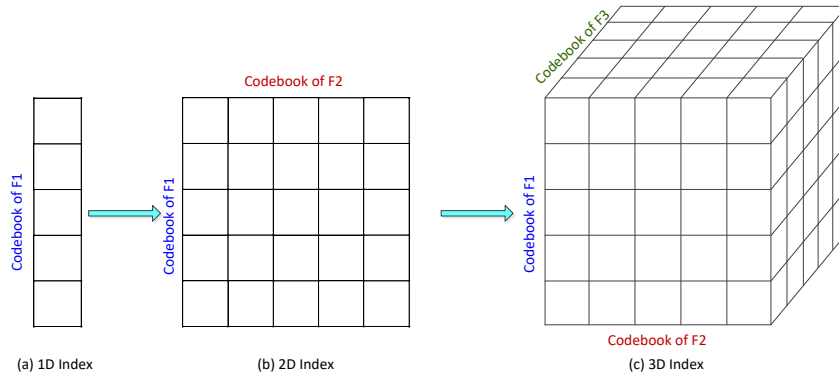 Codebook of F1
(a) 1D Index
Codebook of F2
Codebook of F1
(b) 2D Index
Codebook of F3
Codebook of F1
Codebook of F2
(c) 3D Index